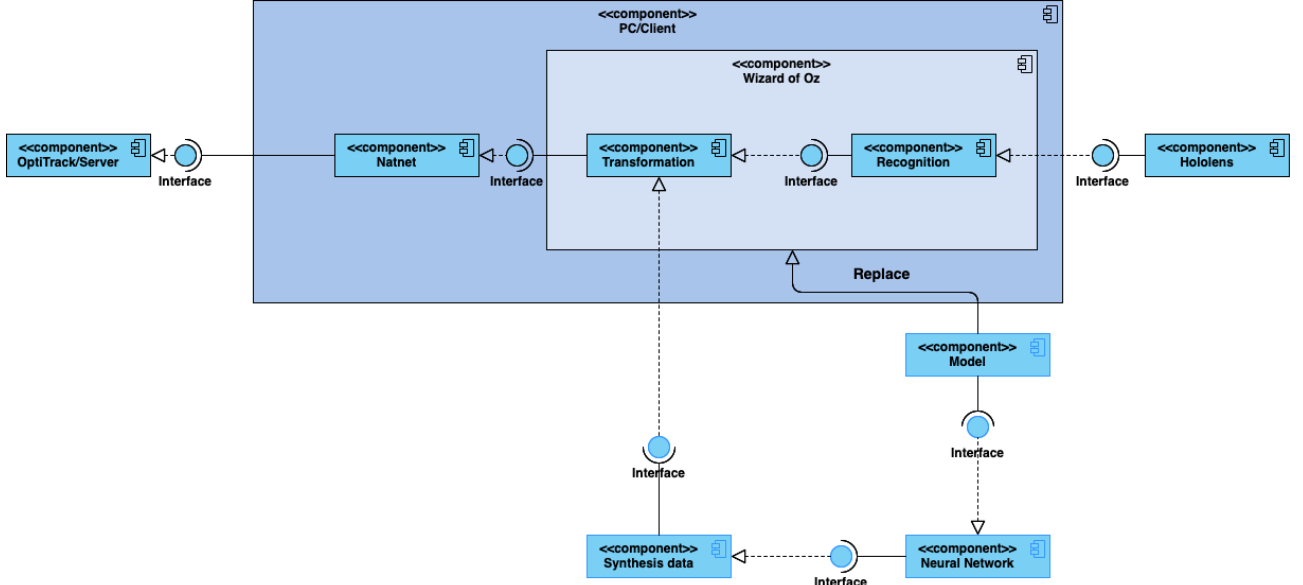 <<component>>
PC/Client
<<component>>
Wizard of Oz
<<component>>
OptiTrack/Server
Interface
<<component>>
Natnet
Interface
<<component>>
Transformation
Interface
<<component>>
Recognition
Interface
<<component>>
Hololens
Replace
<<component>>
Model
Interface
Interface
<<component>>
Synthesis data
Interface
<<component>>
Neural Network